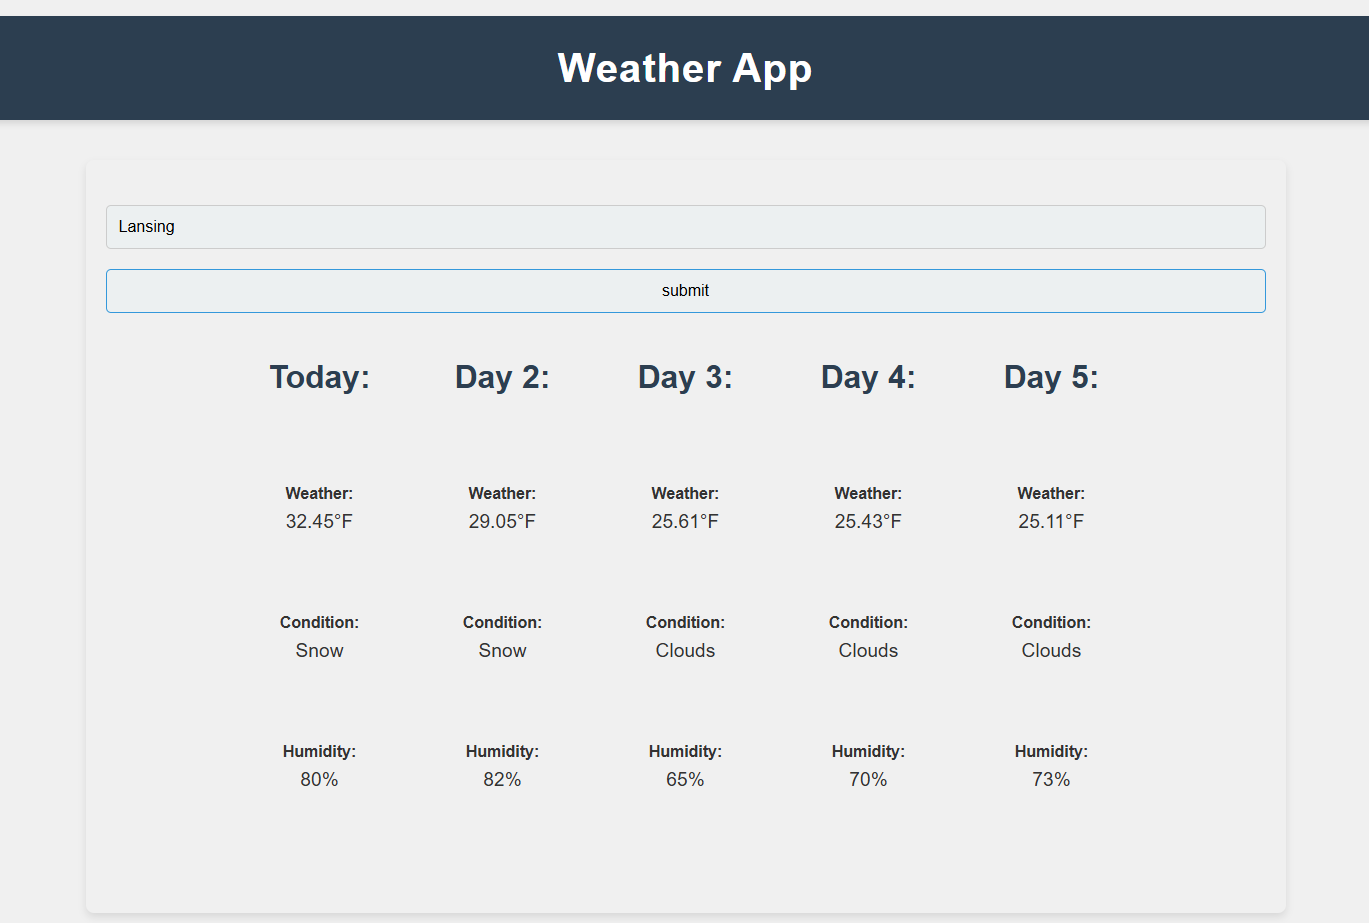 Weather App
Lansing
submit
Today: Day 2: Day 3: Day 4: Day 5:
Weather: Weather: Weather: Weather: Weather:
32.45°F 29.05°F 25.61°F 25.43°F 25.11°F
Condition: Condition: Condition: Condition: Condition:
Snow Snow Clouds Clouds Clouds
Humidity: Humidity: Humidity: Humidity: Humidity:
80% 82% 65% 70% 73%